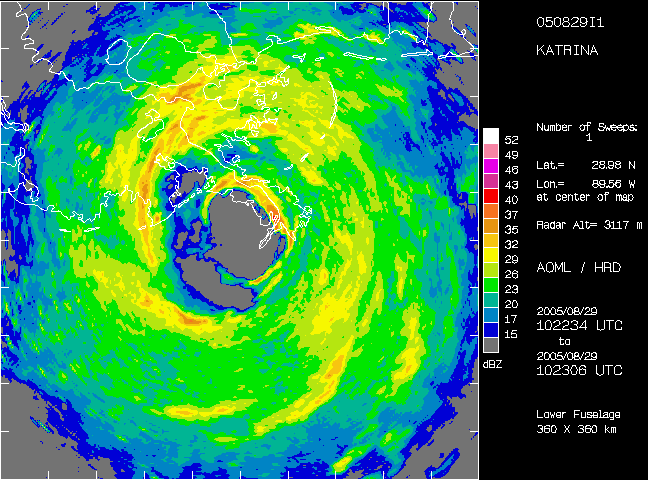 050829I1
KATRINA
Number of Sweeps:
1
Lat.= 28.98 N
Lon.= 89.56 W
at center of map
Radar Alt= 3117 m
AOML / HRD
2005/08/29
102234 UTC
to
2005/08/29
102306 UTC
Lower Fuselage
360 X 360 km
52
49
46
43
40
37
35
32
29
26
23
20
17
15
dBZ